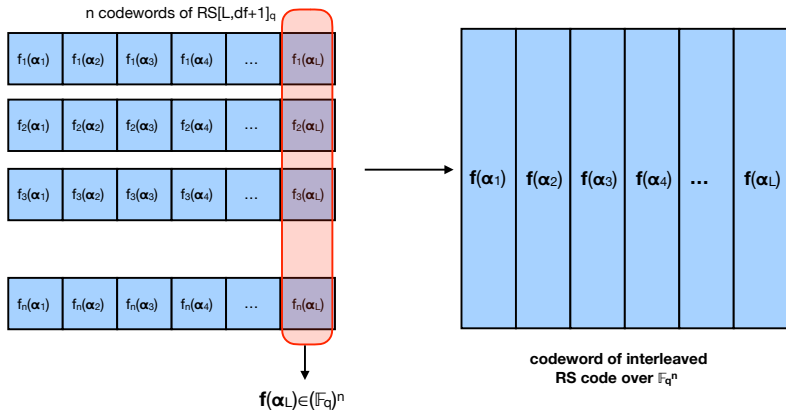 n codewords of RS[L,df+1]q
f₁(α₁) f₁(α₂) f₁(α₃) f₁(α₄) ... f₁(αL)
f₂(α₁) f₂(α₂) f₂(α₃) f₂(α₄) ... f₂(αL)
f₃(α₁) f₃(α₂) f₃(α₃) f₃(α₄) ... f₃(αL)
fₙ(α₁) fₙ(α₂) fₙ(α₃) fₙ(α₄) ... fₙ(αL)
f(αL)∈(𝔽q)ⁿ
f(α₁) f(α₂) f(α₃) f(α₄) ... f(αL)
codeword of interleaved
RS code over 𝔽qⁿ